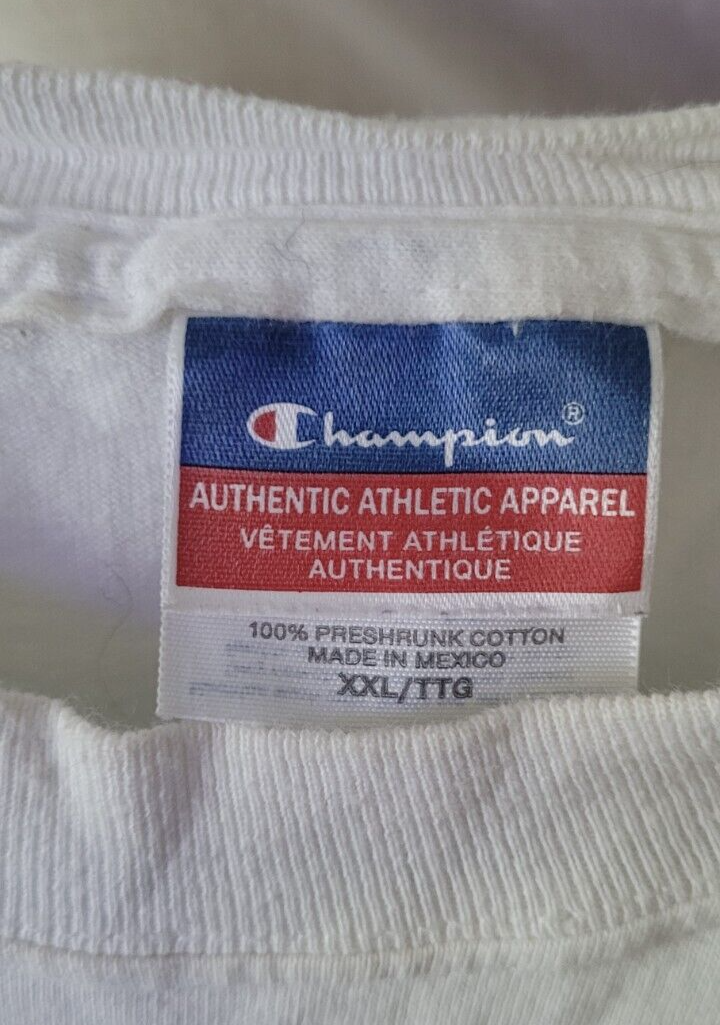 Champion®
AUTHENTIC ATHLETIC APPAREL
VÊTEMENT ATHLÉTIQUE
AUTHENTIQUE
100% PRESHRUNK COTTON
MADE IN MEXICO
XXL/TTG